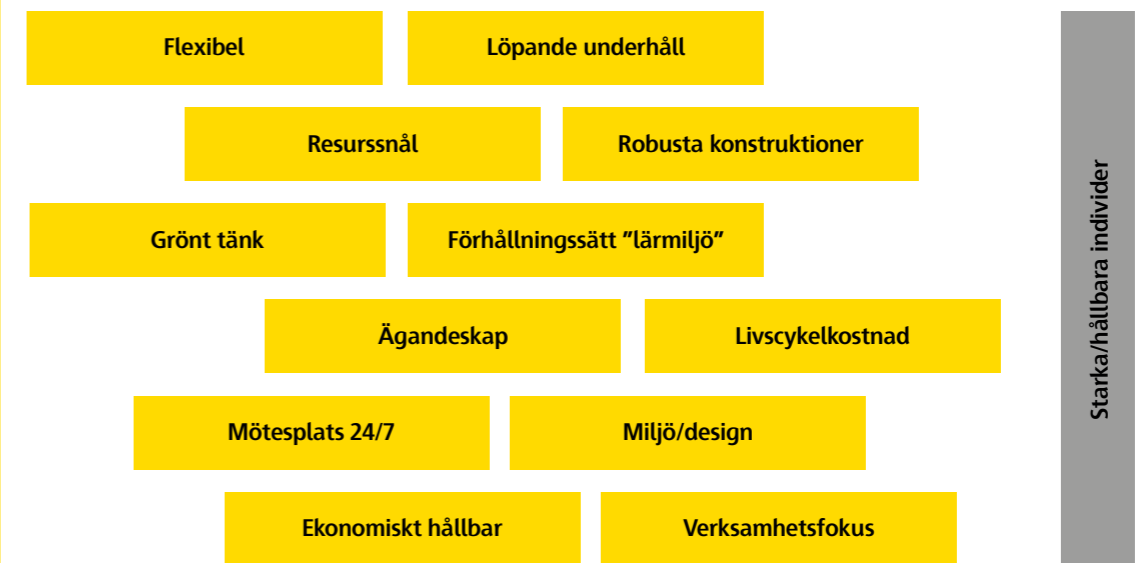 Flexibel
Löpande underhåll
Resurssnål
Robusta konstruktioner
Grönt tänk
Förhållningssätt ”lärmiljö”
Ägandeskap
Livscykelkostnad
Mötesplats 24/7
Miljö/design
Ekonomiskt hållbar
Verksamhetsfokus
Starka/hållbara individer